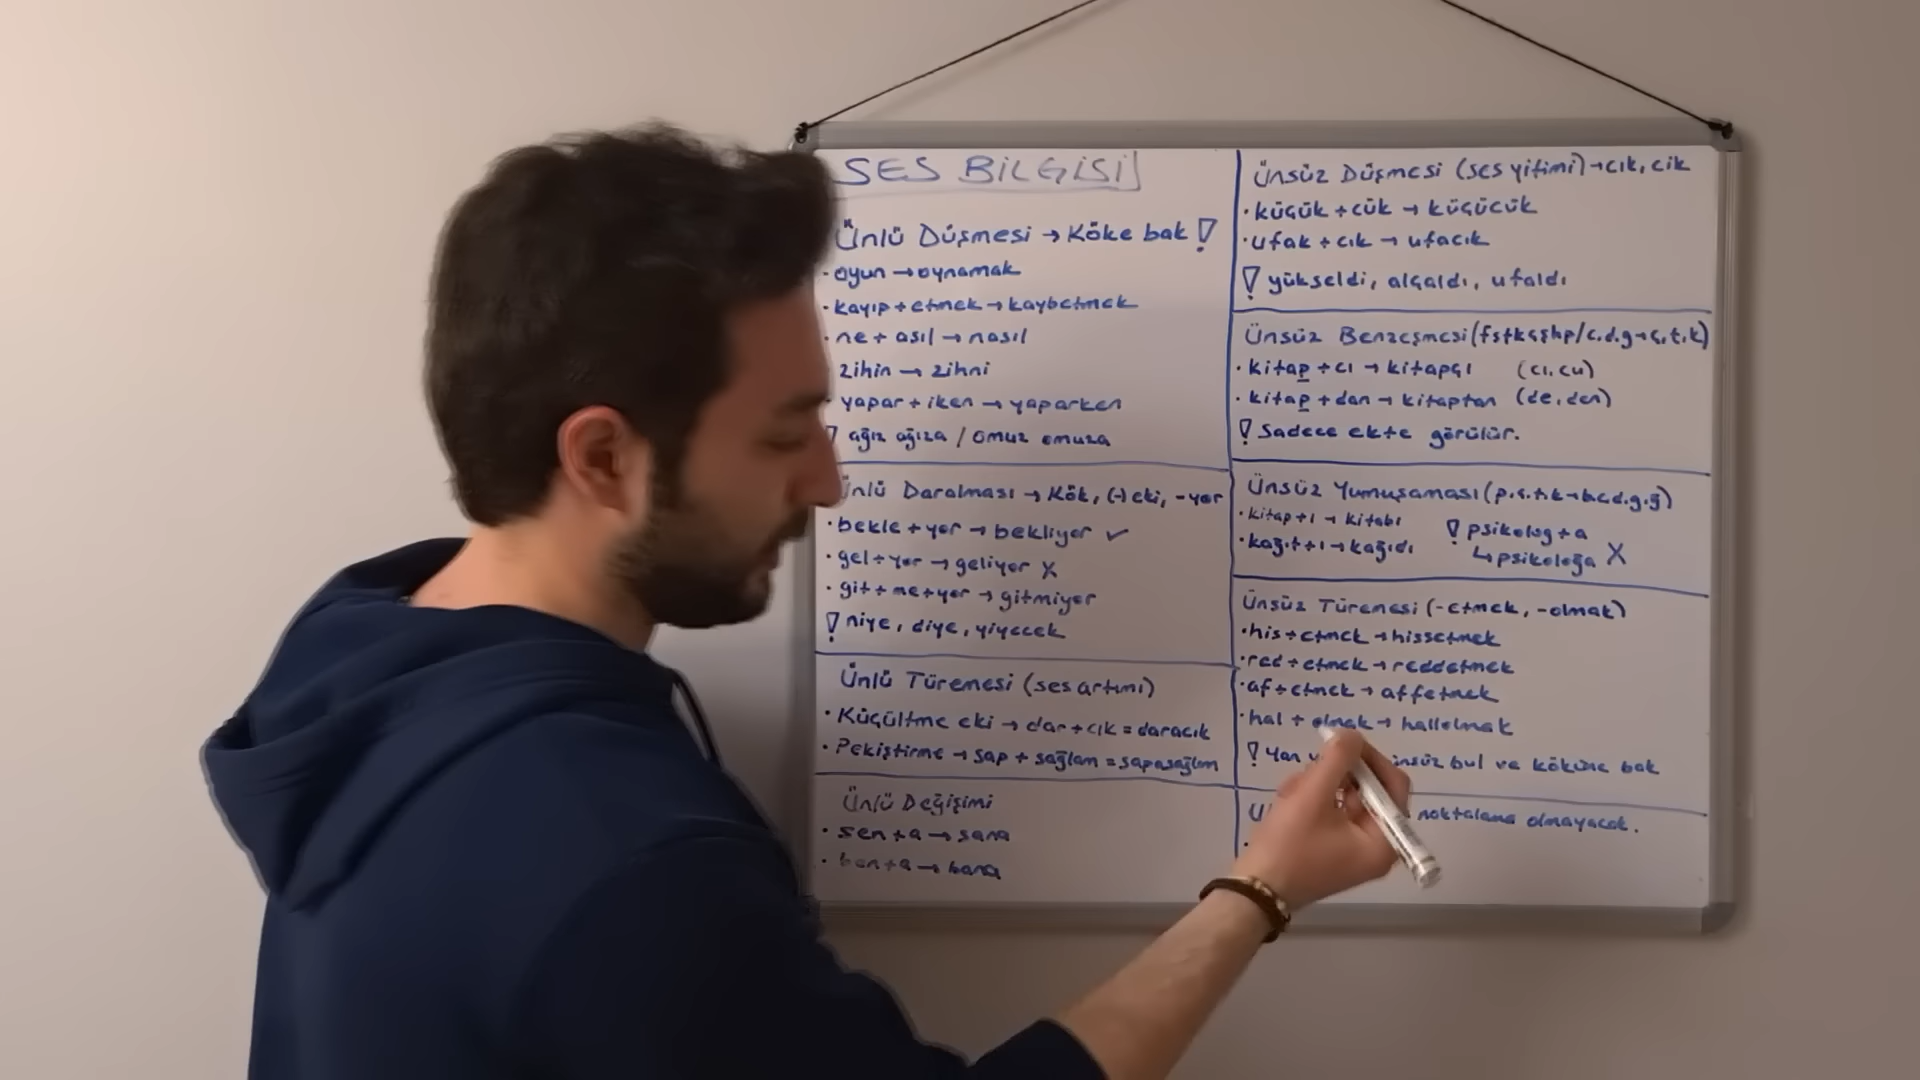 SES BİLGİSİ
Ünlü Düşmesi → Köke bak !
· oyun → oynamak
· kayıp + etmek → kaybetmek
· ne + asıl → nasıl
· zihin → zihni
· yapar + iken → yaparken
! ağız ağıza / omuz omuza
Ünlü Daralması → Kök, (-) eki, -yor
· bekle + yor → bekliyor ✓
· gel + yor → geliyor X
· git + me + yor → gitmiyor
! niye, diye, yiyecek
Ünlü Türemesi (ses artımı)
· Küçültme eki → dar + cık = daracık
· Pekiştirme → sap + sağlam = sapasağlam
Ünlü Değişimi
· sen + a → sana
· ben + a → bana
Ünsüz Düşmesi (ses yitimi) → cık, cik
· küçük + cük → küçücük
· ufak + cık → ufacık
! yükseldi, alçaldı, ufaldı
Ünsüz Benzeşmesi (fstkçşhp / c.d.g → ç.t.k)
· kitap + cı → kitapçı (cı, cu)
· kitap + dan → kitaptan (de, den)
! Sadece ekte görülür.
Ünsüz Yumuşaması (p.ç.t.k → b.c.d.g.ğ)
· kitap + ı → kitabı
· kağıt + ı → kağıdı
! psikolog + a
↳ psikoloğa X
Ünsüz Türemesi (-etmek, -olmak)
· his + etmek → hissetmek
· red + etmek → reddetmek
· af + etmek → affetmek
· hal + olmak → hallolmak
! Yan bul ve köküne bak
noktalama olmayacak.